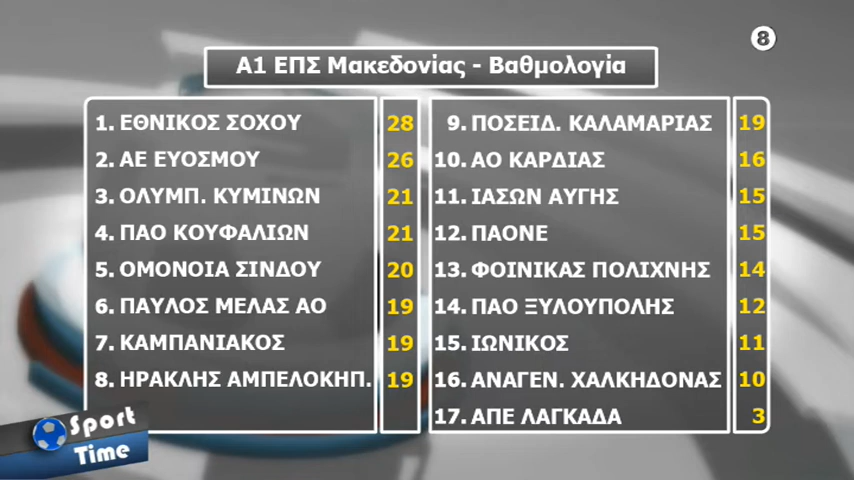 8
Α1 ΕΠΣ Μακεδονίας - Βαθμολογία
1. ΕΘΝΙΚΟΣ ΣΟΧΟΥ 28
2. ΑΕ ΕΥΟΣΜΟΥ 26
3. ΟΛΥΜΠ. ΚΥΜΙΝΩΝ 21
4. ΠΑΟ ΚΟΥΦΑΛΙΩΝ 21
5. ΟΜΟΝΟΙΑ ΣΙΝΔΟΥ 20
6. ΠΑΥΛΟΣ ΜΕΛΑΣ ΑΟ 19
7. ΚΑΜΠΑΝΙΑΚΟΣ 19
8. ΗΡΑΚΛΗΣ ΑΜΠΕΛΟΚΗΠ. 19
9. ΠΟΣΕΙΔ. ΚΑΛΑΜΑΡΙΑΣ 19
10. ΑΟ ΚΑΡΔΙΑΣ 16
11. ΙΑΣΩΝ ΑΥΓΗΣ 15
12. ΠΑΟΝΕ 15
13. ΦΟΙΝΙΚΑΣ ΠΟΛΙΧΝΗΣ 14
14. ΠΑΟ ΞΥΛΟΥΠΟΛΗΣ 12
15. ΙΩΝΙΚΟΣ 11
16. ΑΝΑΓΕΝ. ΧΑΛΚΗΔΟΝΑΣ 10
17. ΑΠΕ ΛΑΓΚΑΔΑ 3
Sport
Time